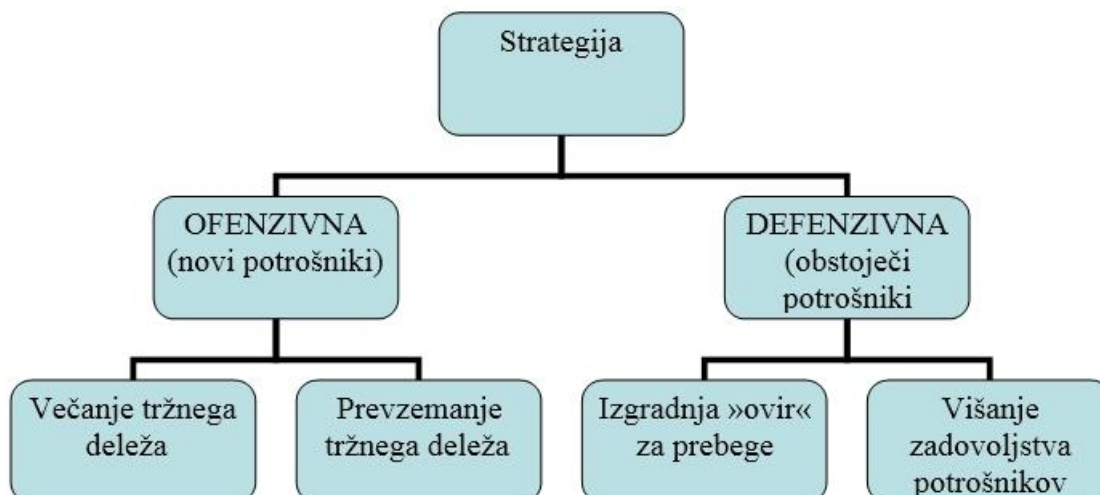 Strategija
OFENZIVNA
(novi potrošniki)
DEFENZIVNA
(obstoječi
potrošniki
Večanje tržnega
deleža
Prevzemanje
tržnega deleža
Izgradnja »ovir«
za prebege
Višanje
zadovoljstva
potrošnikov